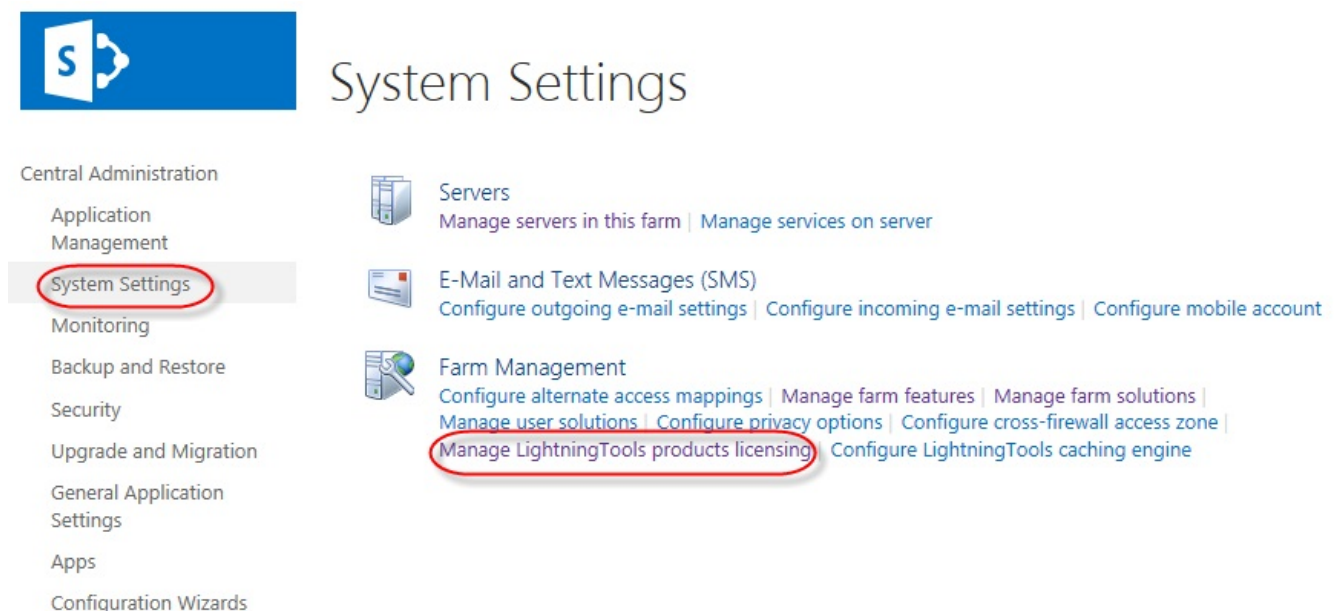 S
System Settings
Central Administration
Application
Management
System Settings
Monitoring
Backup and Restore
Security
Upgrade and Migration
General Application
Settings
Apps
Configuration Wizards
Servers
Manage servers in this farm | Manage services on server
E-Mail and Text Messages (SMS)
Configure outgoing e-mail settings | Configure incoming e-mail settings | Configure mobile account
Farm Management
Configure alternate access mappings | Manage farm features | Manage farm solutions |
Manage user solutions | Configure privacy options | Configure cross-firewall access zone |
Manage LightningTools products licensing | Configure LightningTools caching engine